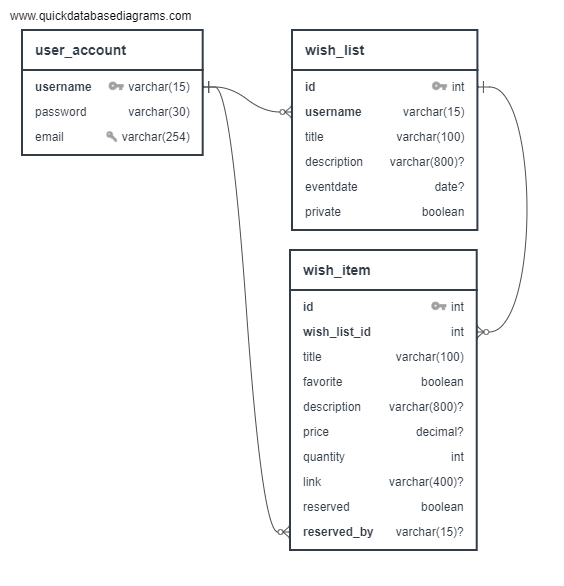 www.quickdatabasediagrams.com
user_account
username varchar(15)
password varchar(30)
email varchar(254)
wish_list
id int
username varchar(15)
title varchar(100)
description varchar(800)?
eventdate date?
private boolean
wish_item
id int
wish_list_id int
title varchar(100)
favorite boolean
description varchar(800)?
price decimal?
quantity int
link varchar(400)?
reserved boolean
reserved_by varchar(15)?